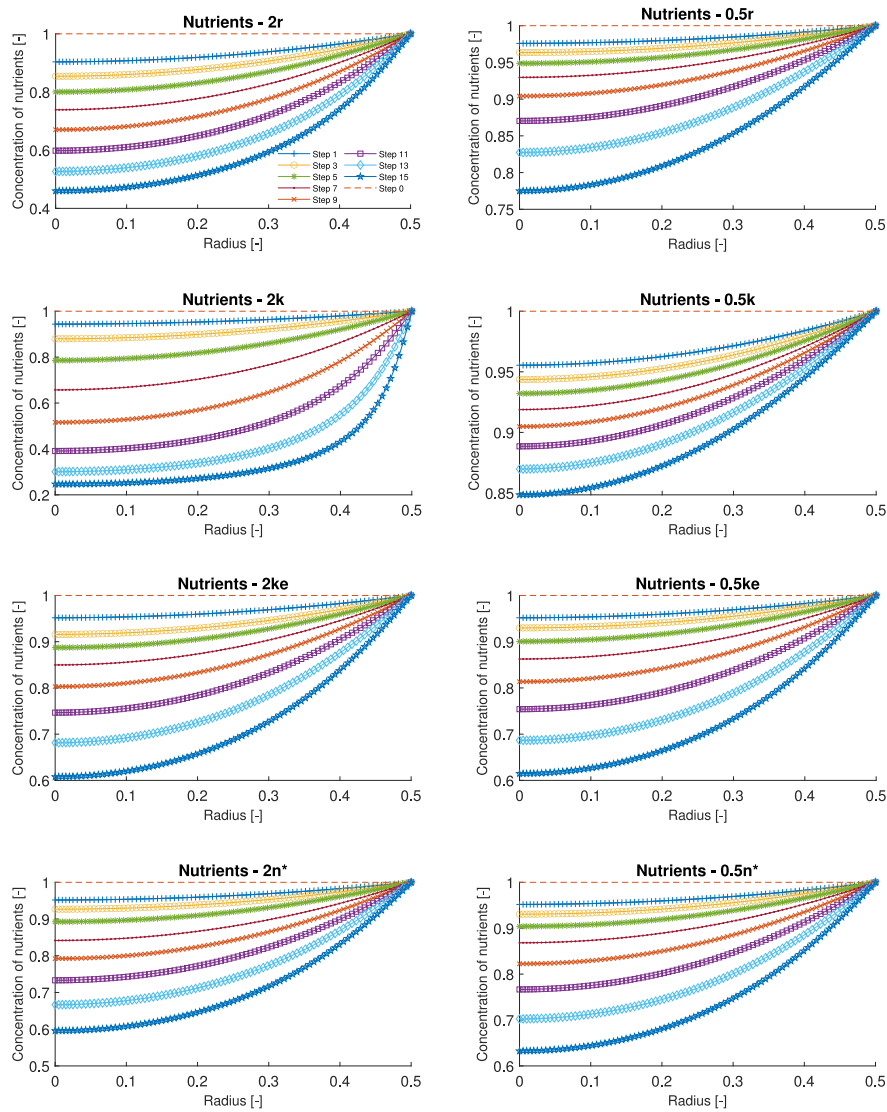 Nutrients - 2r
Concentration of nutrients [-]
1
0.8
0.6
0.4
0 0.1 0.2 0.3 0.4 0.5
Radius [-]
Step 1
Step 3
Step 5
Step 7
Step 9
Step 11
Step 13
Step 15
Step 0
Nutrients - 0.5r
Concentration of nutrients [-]
1
0.95
0.9
0.85
0.8
0.75
0 0.1 0.2 0.3 0.4 0.5
Radius [-]
Nutrients - 2k
Concentration of nutrients [-]
1
0.8
0.6
0.4
0.2
0 0.1 0.2 0.3 0.4 0.5
Radius [-]
Nutrients - 0.5k
Concentration of nutrients [-]
1
0.95
0.9
0.85
0 0.1 0.2 0.3 0.4 0.5
Radius [-]
Nutrients - 2ke
Concentration of nutrients [-]
1
0.9
0.8
0.7
0.6
0 0.1 0.2 0.3 0.4 0.5
Radius [-]
Nutrients - 0.5ke
Concentration of nutrients [-]
1
0.9
0.8
0.7
0.6
0 0.1 0.2 0.3 0.4 0.5
Radius [-]
Nutrients - 2n*
Concentration of nutrients [-]
1
0.9
0.8
0.7
0.6
0.5
0 0.1 0.2 0.3 0.4 0.5
Radius [-]
Nutrients - 0.5n*
Concentration of nutrients [-]
1
0.9
0.8
0.7
0.6
0 0.1 0.2 0.3 0.4 0.5
Radius [-]